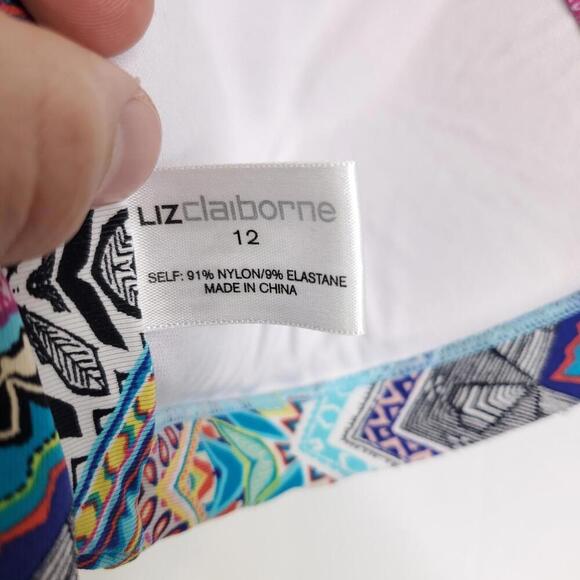 LIZclaiborne
12
SELF: 91% NYLON/9% ELASTANE
MADE IN CHINA